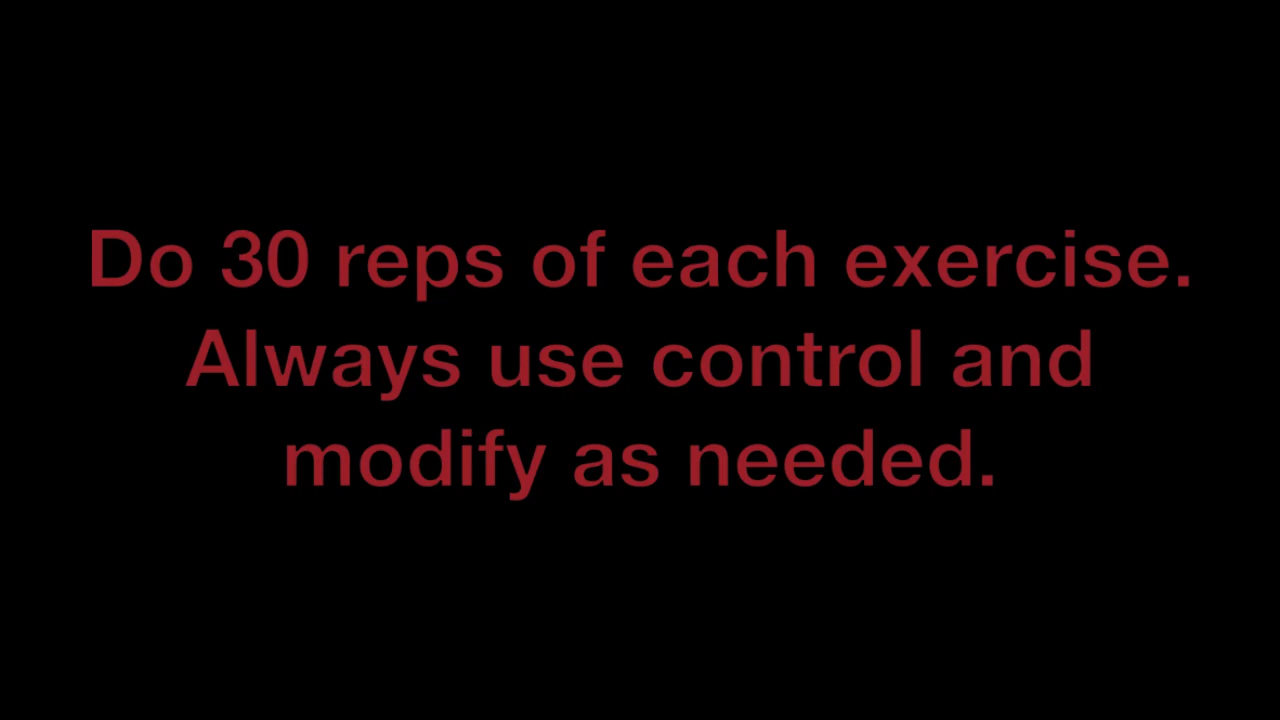 Do 30 reps of each exercise.
Always use control and
modify as needed.